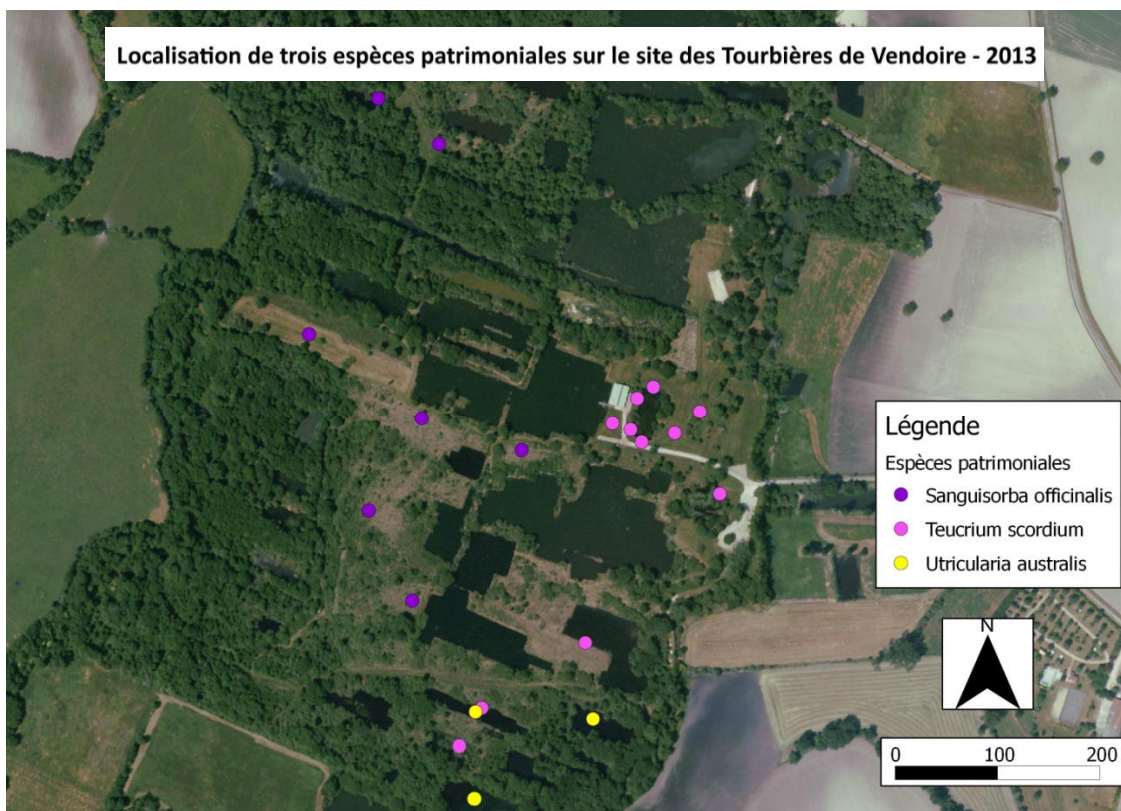 Localisation de trois espèces patrimoniales sur le site des Tourbières de Vendoire - 2013
Légende
Espèces patrimoniales
Sanguisorba officinalis
Teucrium scordium
Utricularia australis
N
0 100 200